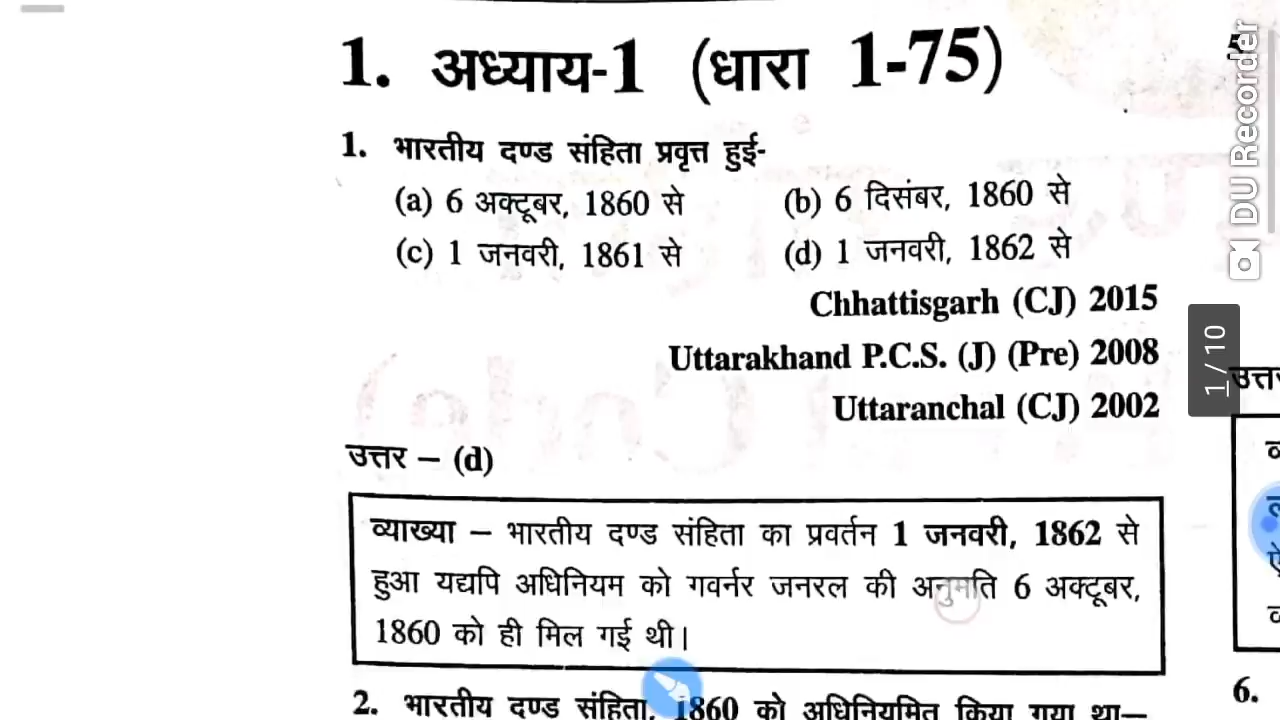 1. अध्याय-1 (धारा 1-75)
1. भारतीय दण्ड संहिता प्रवृत्त हुई-
(a) 6 अक्टूबर, 1860 से (b) 6 दिसंबर, 1860 से
(c) 1 जनवरी, 1861 से (d) 1 जनवरी, 1862 से
Chhattisgarh (CJ) 2015
Uttarakhand P.C.S. (J) (Pre) 2008
Uttaranchal (CJ) 2002
उत्तर – (d)
व्याख्या – भारतीय दण्ड संहिता का प्रवर्तन 1 जनवरी, 1862 से
हुआ यद्यपि अधिनियम को गवर्नर जनरल की अनुमति 6 अक्टूबर,
1860 को ही मिल गई थी।
2. भारतीय दण्ड संहिता, 1860 को अधिनियमित किया गया था–
DU Recorder
1/10
6.